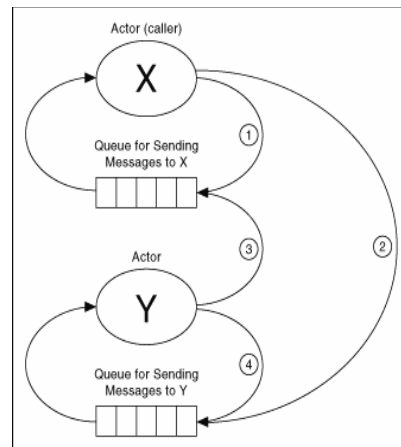 Actor (caller)
X
1
Queue for Sending
Messages to X
2
3
Actor
Y
4
Queue for Sending
Messages to Y